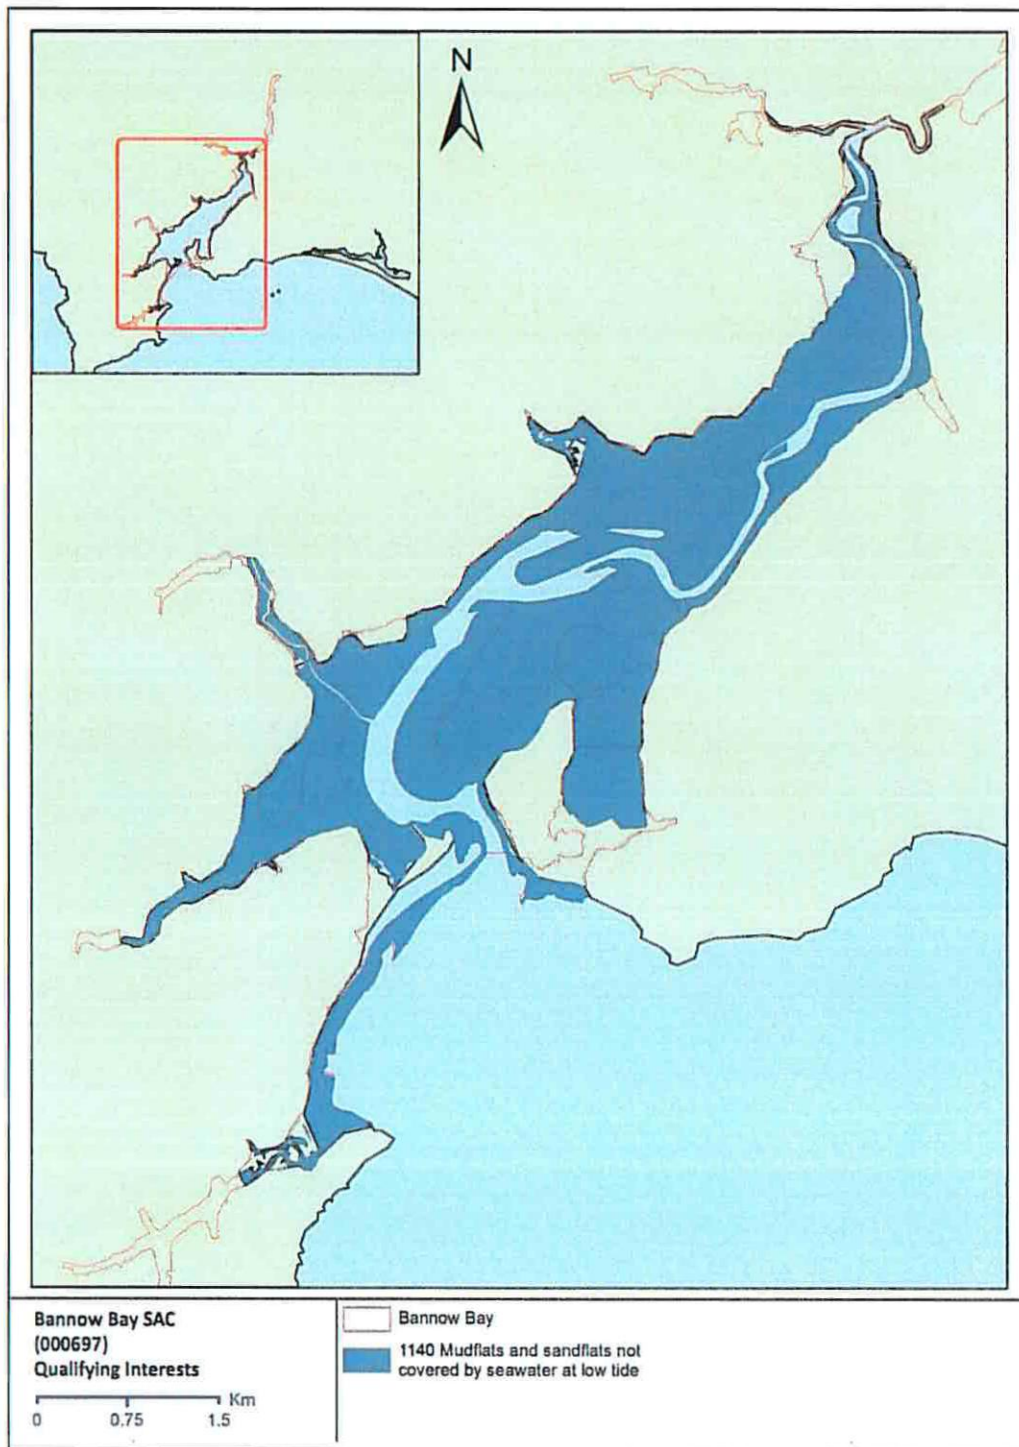 N
Bannow Bay SAC
(000697)
Qualifying Interests
Km
0 0.75 1.5
Bannow Bay
1140 Mudflats and sandflats not
covered by seawater at low tide